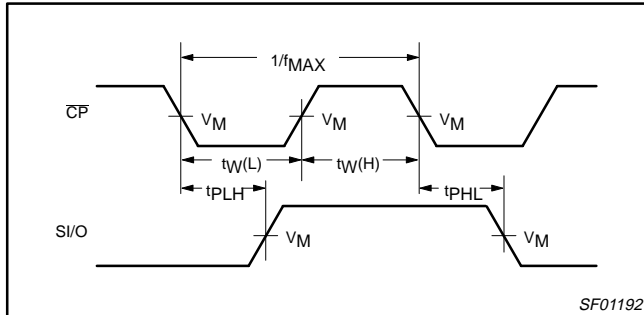 1/fMAX
CP
VM VM VM
tW(L) tW(H)
tPLH tPHL
SI/O
VM VM
SF01192